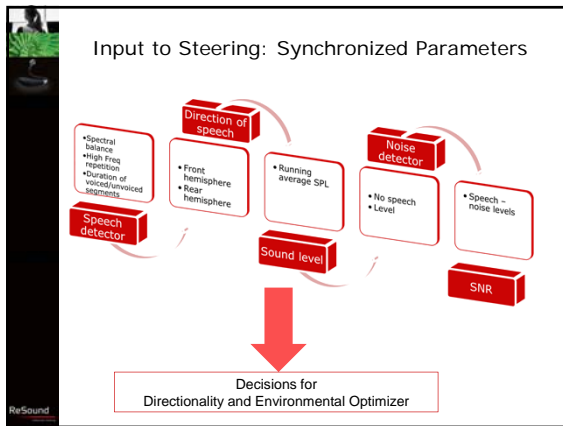 Input to Steering: Synchronized Parameters
•Spectral
balance
•High Freq
repetition
•Duration of
voiced/unvoiced
segments
Speech
detector
Direction of
speech
• Front
hemisphere
• Rear
hemisphere
• Running
average SPL
Sound level
Noise
detector
• No speech
• Level
• Speech –
noise levels
SNR
Decisions for
Directionality and Environmental Optimizer
ReSound